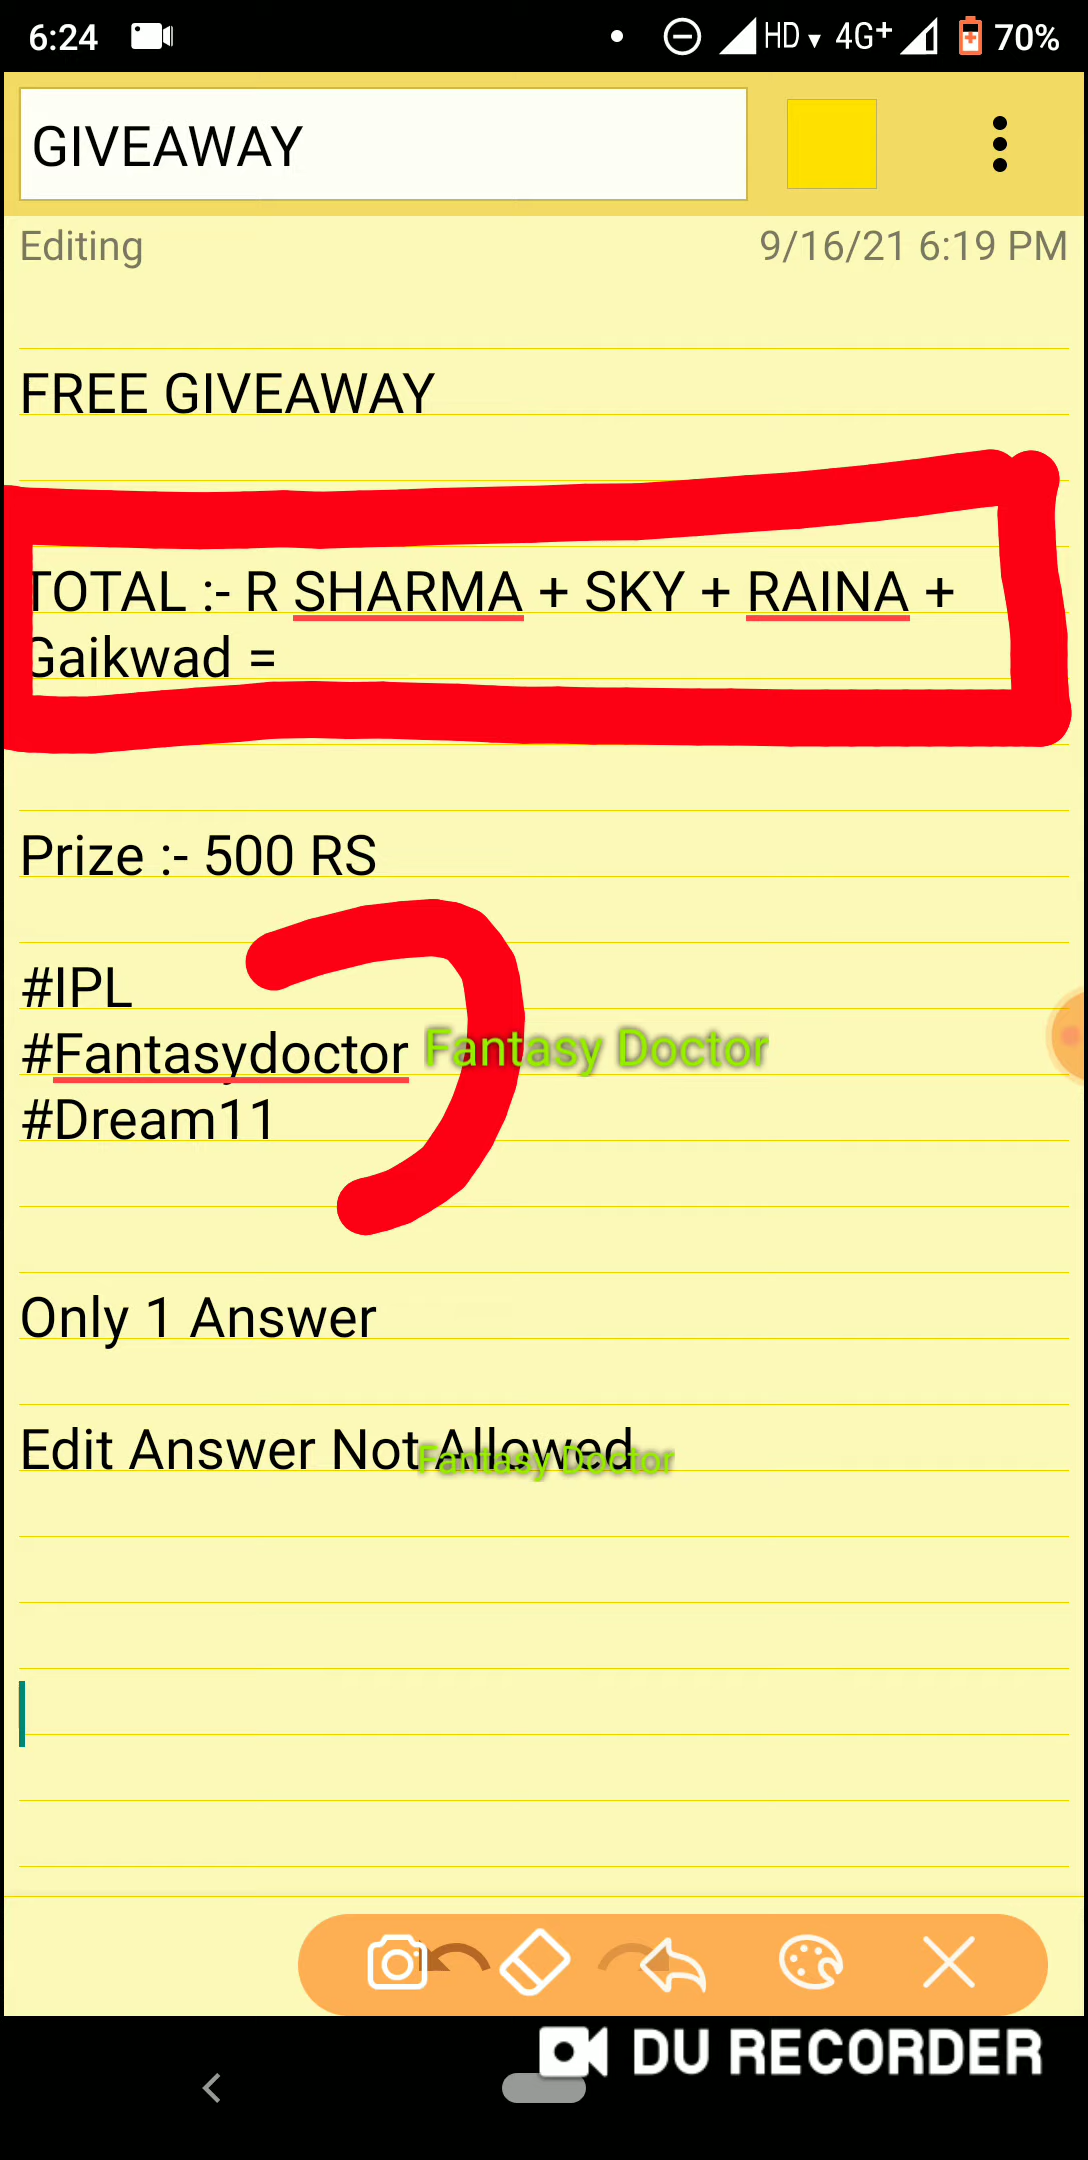 6:24 HD 4G+ 70%
GIVEAWAY
Editing 9/16/21 6:19 PM
FREE GIVEAWAY
TOTAL :- R SHARMA + SKY + RAINA +
Gaikwad =
Prize :- 500 RS
#IPL
#Fantasydoctor Fantasy Doctor
#Dream11
Only 1 Answer
Edit Answer Not Allowed
Fantasy Doctor
DU RECORDER